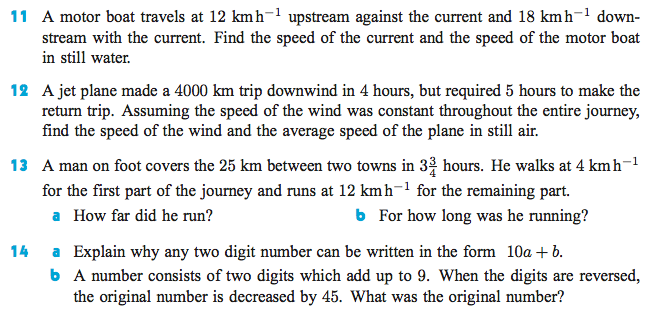 11 A motor boat travels at 12 km h⁻¹ upstream against the current and 18 km h⁻¹ down-
stream with the current. Find the speed of the current and the speed of the motor boat
in still water.
12 A jet plane made a 4000 km trip downwind in 4 hours, but required 5 hours to make the
return trip. Assuming the speed of the wind was constant throughout the entire journey,
find the speed of the wind and the average speed of the plane in still air.
13 A man on foot covers the 25 km between two towns in 3¾ hours. He walks at 4 km h⁻¹
for the first part of the journey and runs at 12 km h⁻¹ for the remaining part.
a How far did he run? b For how long was he running?
14 a Explain why any two digit number can be written in the form 10a + b.
b A number consists of two digits which add up to 9. When the digits are reversed,
the original number is decreased by 45. What was the original number?